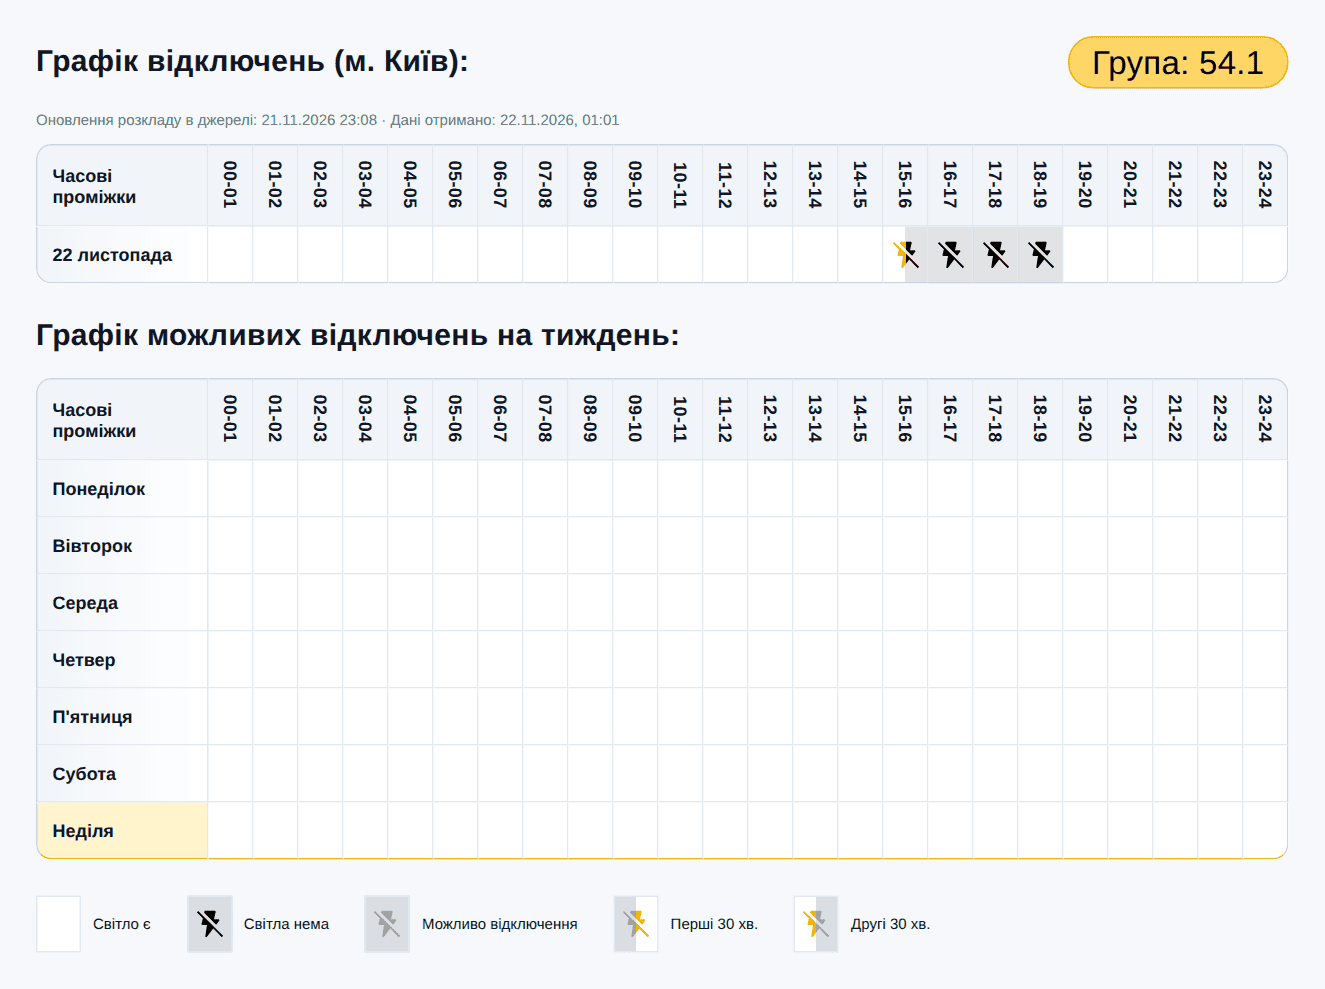 Графік відключень (м. Київ):
Група: 54.1
Оновлення розкладу в джерелі: 21.11.2026 23:08 · Дані отримано: 22.11.2026, 01:01
Часові проміжки 00-01 01-02 02-03 03-04 04-05 05-06 06-07 07-08 08-09 09-10 10-11 11-12 12-13 13-14 14-15 15-16 16-17 17-18 18-19 19-20 20-21 21-22 22-23 23-24
22 листопада
Графік можливих відключень на тиждень:
Часові проміжки 00-01 01-02 02-03 03-04 04-05 05-06 06-07 07-08 08-09 09-10 10-11 11-12 12-13 13-14 14-15 15-16 16-17 17-18 18-19 19-20 20-21 21-22 22-23 23-24
Понеділок
Вівторок
Середа
Четвер
П'ятниця
Субота
Неділя
Світло є Світла нема Можливо відключення Перші 30 хв. Другі 30 хв.